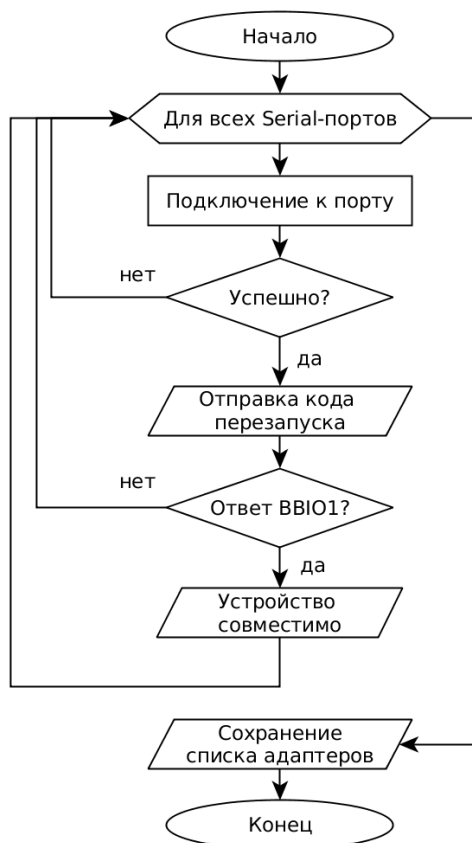 Начало
Для всех Serial-портов
Подключение к порту
нет
Успешно?
да
Отправка кода
перезапуска
нет
Ответ BBIO1?
да
Устройство
совместимо
Сохранение
списка адаптеров
Конец